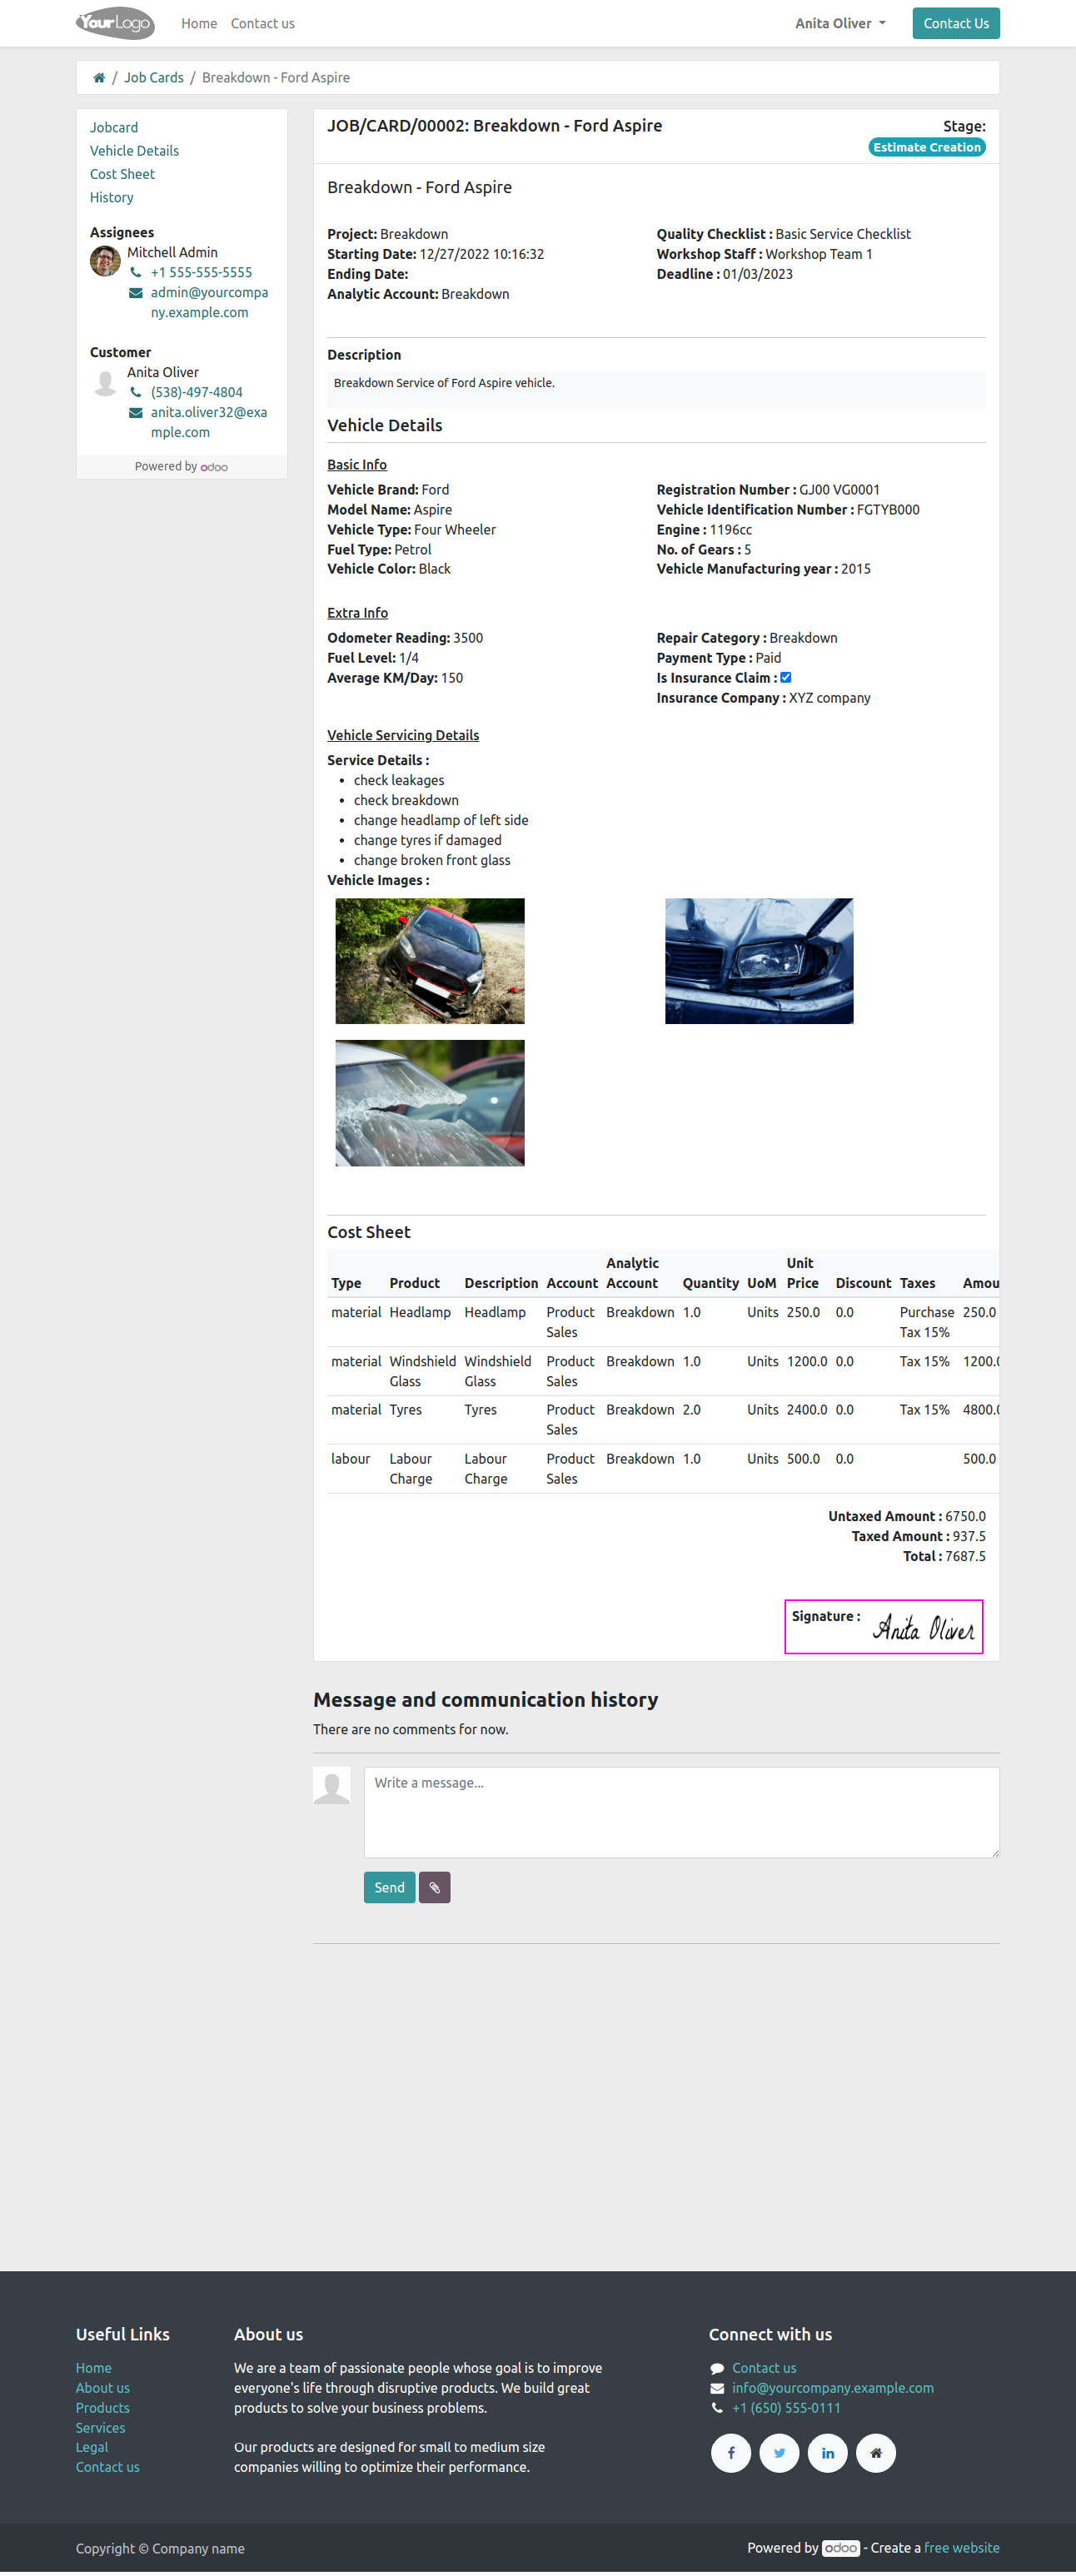 YourLogo Home Contact us Anita Oliver Contact Us
/ Job Cards / Breakdown - Ford Aspire
Jobcard
Vehicle Details
Cost Sheet
History
Assignees
Mitchell Admin
+1 555-555-5555
admin@yourcompa
ny.example.com
Customer
Anita Oliver
(538)-497-4804
anita.oliver32@exa
mple.com
Powered by odoo
JOB/CARD/00002: Breakdown - Ford Aspire
Stage:
Estimate Creation
Breakdown - Ford Aspire
Project: Breakdown
Starting Date: 12/27/2022 10:16:32
Ending Date:
Analytic Account: Breakdown
Quality Checklist : Basic Service Checklist
Workshop Staff : Workshop Team 1
Deadline : 01/03/2023
Description
Breakdown Service of Ford Aspire vehicle.
Vehicle Details
Basic Info
Vehicle Brand: Ford
Model Name: Aspire
Vehicle Type: Four Wheeler
Fuel Type: Petrol
Vehicle Color: Black
Registration Number : GJ00 VG0001
Vehicle Identification Number : FGTYB000
Engine : 1196cc
No. of Gears : 5
Vehicle Manufacturing year : 2015
Extra Info
Odometer Reading: 3500
Fuel Level: 1/4
Average KM/Day: 150
Repair Category : Breakdown
Payment Type : Paid
Is Insurance Claim :
Insurance Company : XYZ company
Vehicle Servicing Details
Service Details :
• check leakages
• check breakdown
• change headlamp of left side
• change tyres if damaged
• change broken front glass
Vehicle Images :
Cost Sheet
Analytic Unit
Type Product Description Account Account Quantity UoM Price Discount Taxes Amou
material Headlamp Headlamp Product Breakdown 1.0 Units 250.0 0.0 Purchase 250.0
Sales Tax 15%
material Windshield Windshield Product Breakdown 1.0 Units 1200.0 0.0 Tax 15% 1200.0
Glass Glass Sales
material Tyres Tyres Product Breakdown 2.0 Units 2400.0 0.0 Tax 15% 4800.0
Sales
labour Labour Labour Product Breakdown 1.0 Units 500.0 0.0 500.0
Charge Charge Sales
Untaxed Amount : 6750.0
Taxed Amount : 937.5
Total : 7687.5
Signature : Anita Oliver
Message and communication history
There are no comments for now.
Write a message...
Send
Useful Links
Home
About us
Products
Services
Legal
Contact us
About us
We are a team of passionate people whose goal is to improve
everyone's life through disruptive products. We build great
products to solve your business problems.
Our products are designed for small to medium size
companies willing to optimize their performance.
Connect with us
Contact us
info@yourcompany.example.com
+1 (650) 555-0111
Copyright © Company name
Powered by odoo - Create a free website